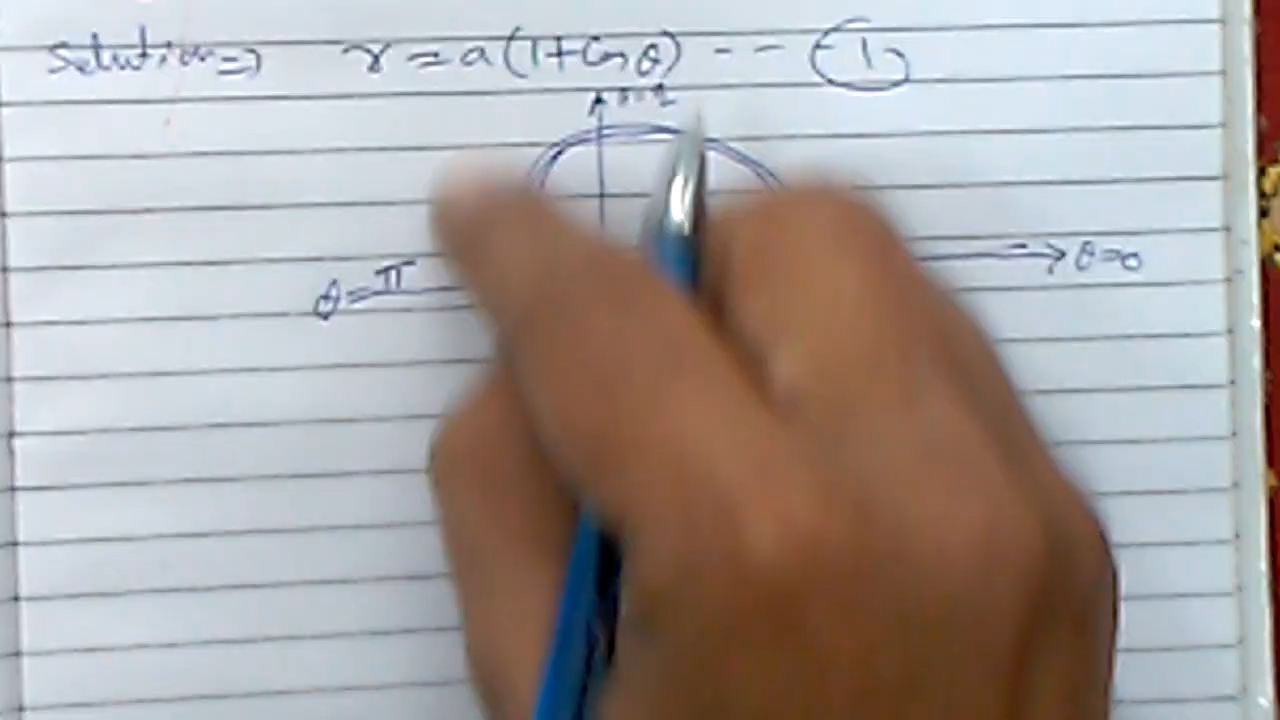 Solution=> r=a(1+Cosθ) --- (1)
θ=π
θ=0